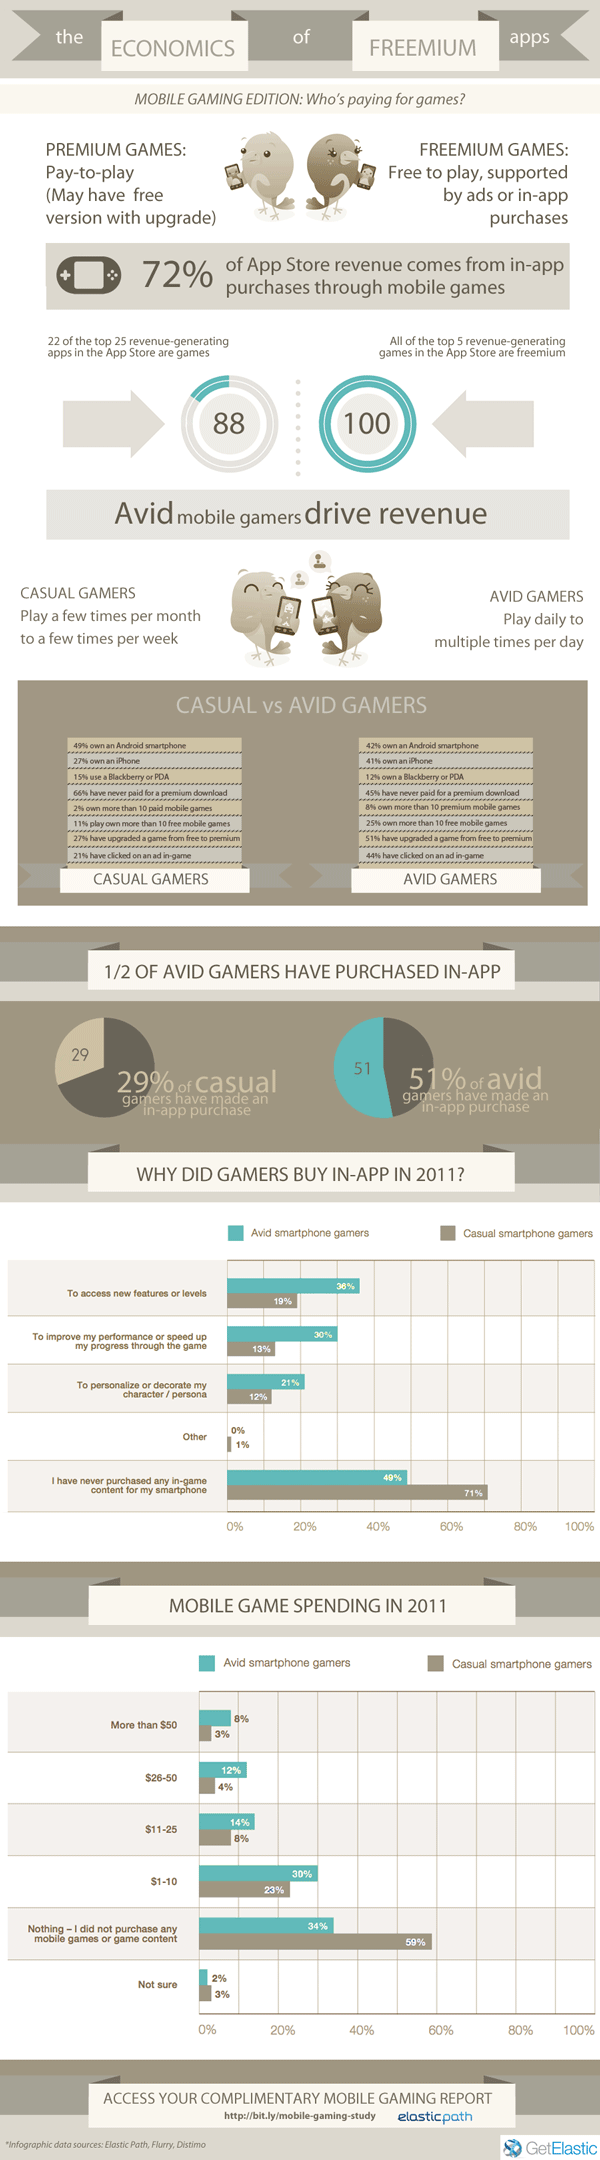 the ECONOMICS of FREEMIUM apps
MOBILE GAMING EDITION: Who's paying for games?
PREMIUM GAMES:
Pay-to-play
(May have free
version with upgrade)
FREEMIUM GAMES:
Free to play, supported
by ads or in-app
purchases
72% of App Store revenue comes from in-app
purchases through mobile games
22 of the top 25 revenue-generating
apps in the App Store are games
All of the top 5 revenue-generating
games in the App Store are freemium
88
100
Avid mobile gamers drive revenue
CASUAL GAMERS
Play a few times per month
to a few times per week
AVID GAMERS
Play daily to
multiple times per day
CASUAL vs AVID GAMERS
49% own an Android smartphone
27% own an iPhone
15% use a Blackberry or PDA
66% have never paid for a premium download
2% own more than 10 paid mobile games
11% play own more than 10 free mobile games
27% have upgraded a game from free to premium
21% have clicked on an ad in-game
CASUAL GAMERS
42% own an Android smartphone
41% own an iPhone
12% own a Blackberry or PDA
45% have never paid for a premium download
8% own more than 10 premium mobile games
25% own more than 10 free mobile games
51% have upgraded a game from free to premium
44% have clicked on an ad in-game
AVID GAMERS
1/2 OF AVID GAMERS HAVE PURCHASED IN-APP
29
29% of casual
gamers have made an
in-app purchase
51
51% of avid
gamers have made an
in-app purchase
WHY DID GAMERS BUY IN-APP IN 2011?
Avid smartphone gamers
Casual smartphone gamers
To access new features or levels
36%
19%
To improve my performance or speed up
my progress through the game
30%
13%
To personalize or decorate my
character / persona
21%
12%
Other
0%
1%
I have never purchased any in-game
content for my smartphone
49%
71%
0% 20% 40% 60% 80% 100%
MOBILE GAME SPENDING IN 2011
Avid smartphone gamers
Casual smartphone gamers
More than $50
8%
3%
$26-50
12%
4%
$11-25
14%
8%
$1-10
30%
23%
Nothing – I did not purchase any
mobile games or game content
34%
59%
Not sure
2%
3%
0% 20% 40% 60% 80% 100%
ACCESS YOUR COMPLIMENTARY MOBILE GAMING REPORT
http://bit.ly/mobile-gaming-study elasticpath
*Infographic data sources: Elastic Path, Flurry, Distimo
GetElastic